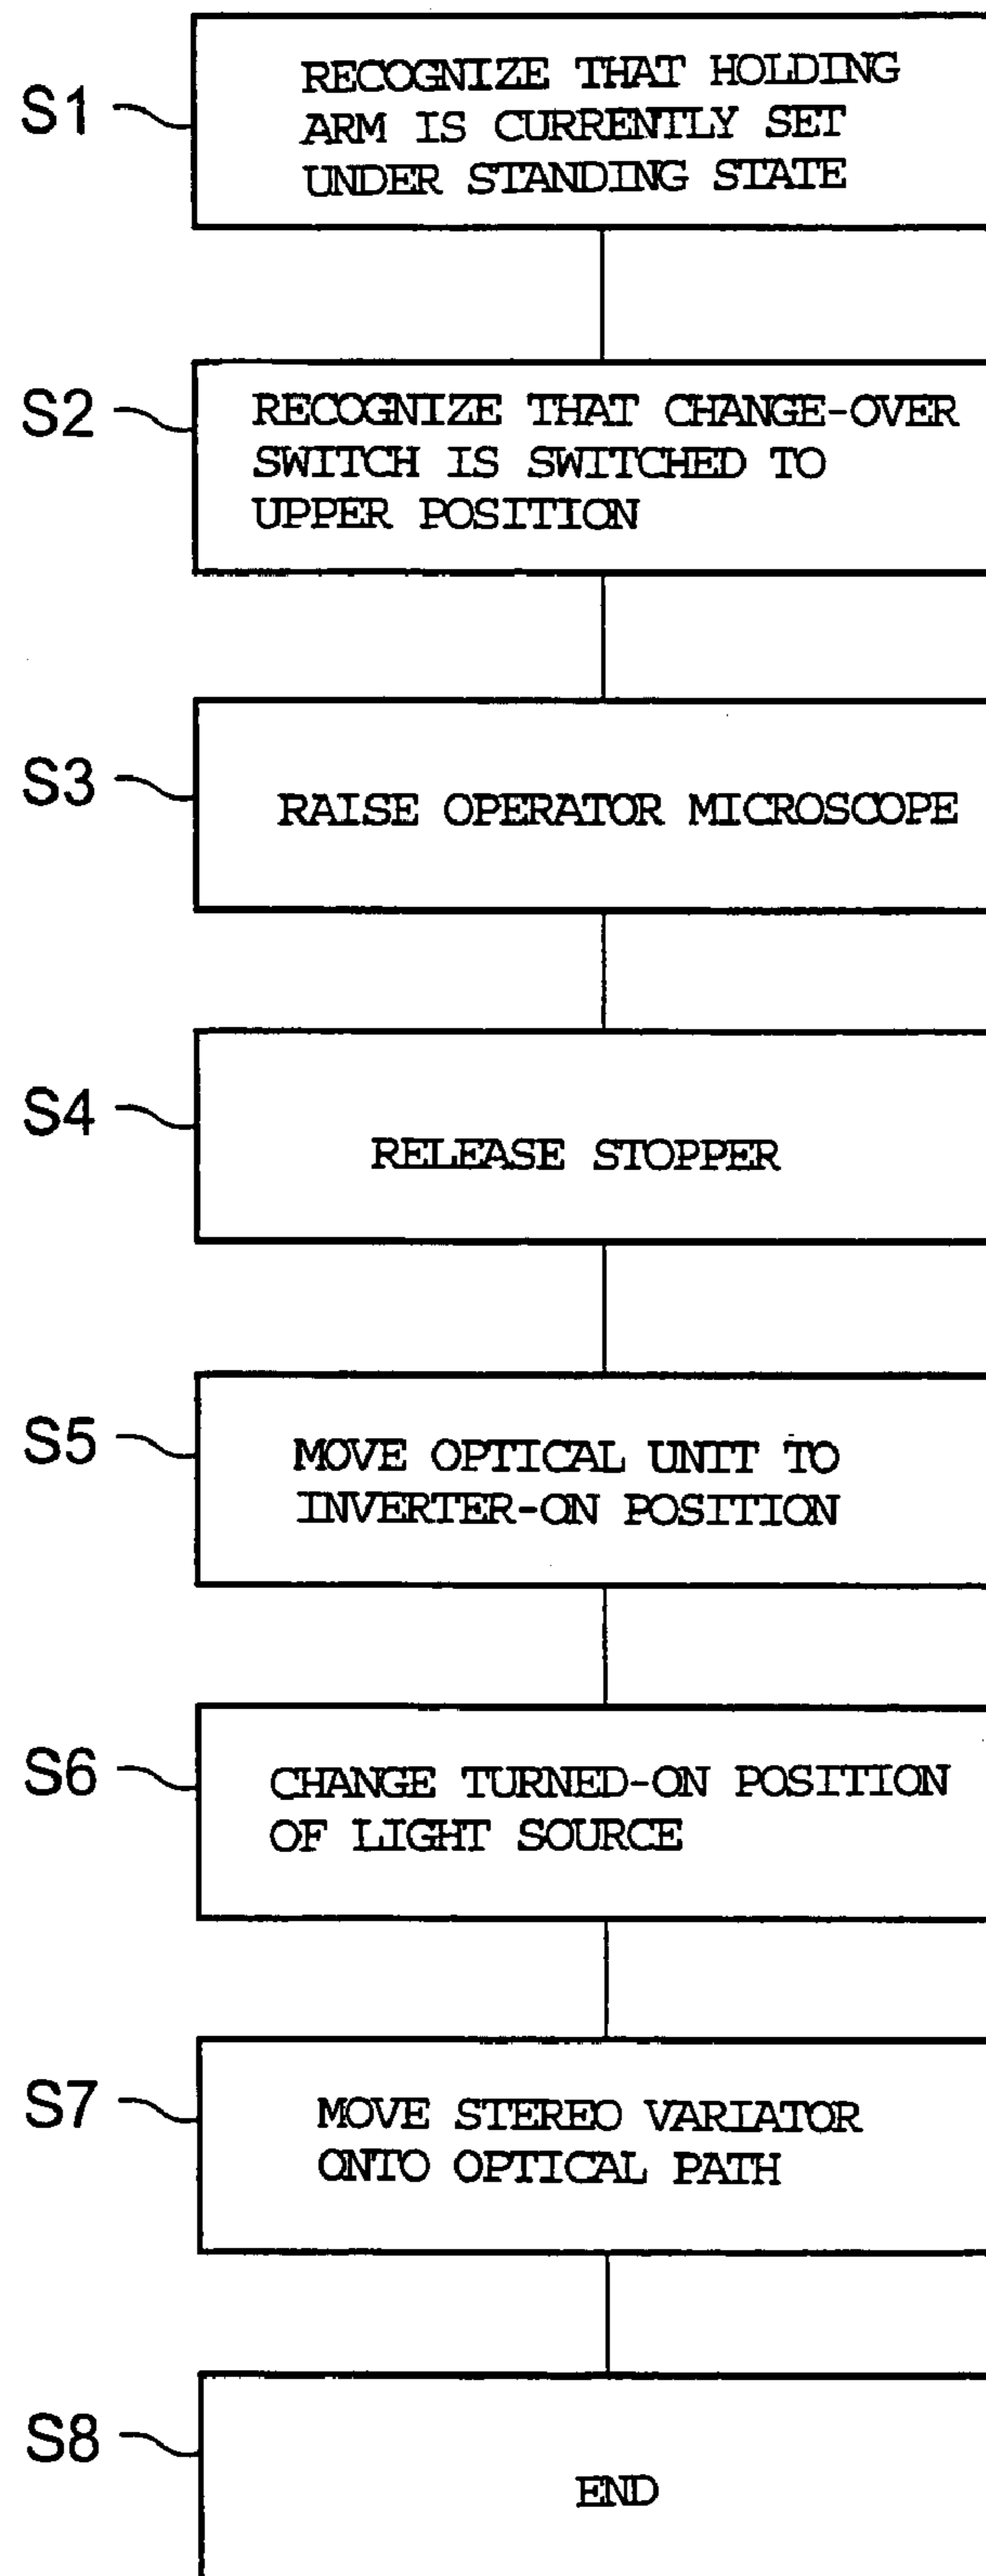 S1
RECOGNIZE THAT HOLDING
ARM IS CURRENTLY SET
UNDER STANDING STATE
S2
RECOGNIZE THAT CHANGE-OVER
SWITCH IS SWITCHED TO
UPPER POSITION
S3
RAISE OPERATOR MICROSCOPE
S4
RELEASE STOPPER
S5
MOVE OPTICAL UNIT TO
INVERTER-ON POSITION
S6
CHANGE TURNED-ON POSITION
OF LIGHT SOURCE
S7
MOVE STEREO VARIATOR
ONTO OPTICAL PATH
S8
END